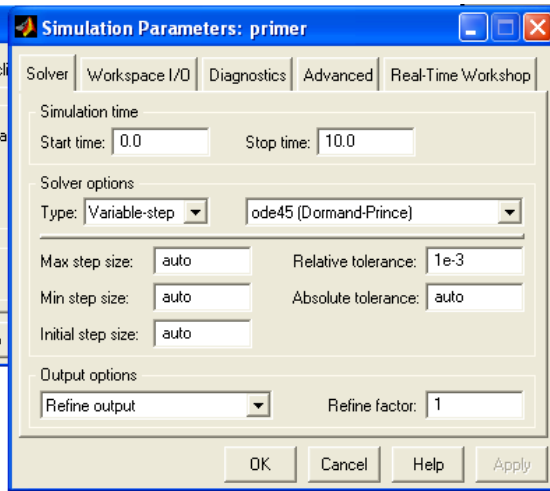 Simulation Parameters: primer
Solver Workspace I/O Diagnostics Advanced Real-Time Workshop
Simulation time
Start time: 0.0 Stop time: 10.0
Solver options
Type: Variable-step ode45 (Dormand-Prince)
Max step size: auto Relative tolerance: 1e-3
Min step size: auto Absolute tolerance: auto
Initial step size: auto
Output options
Refine output Refine factor: 1
OK Cancel Help Apply